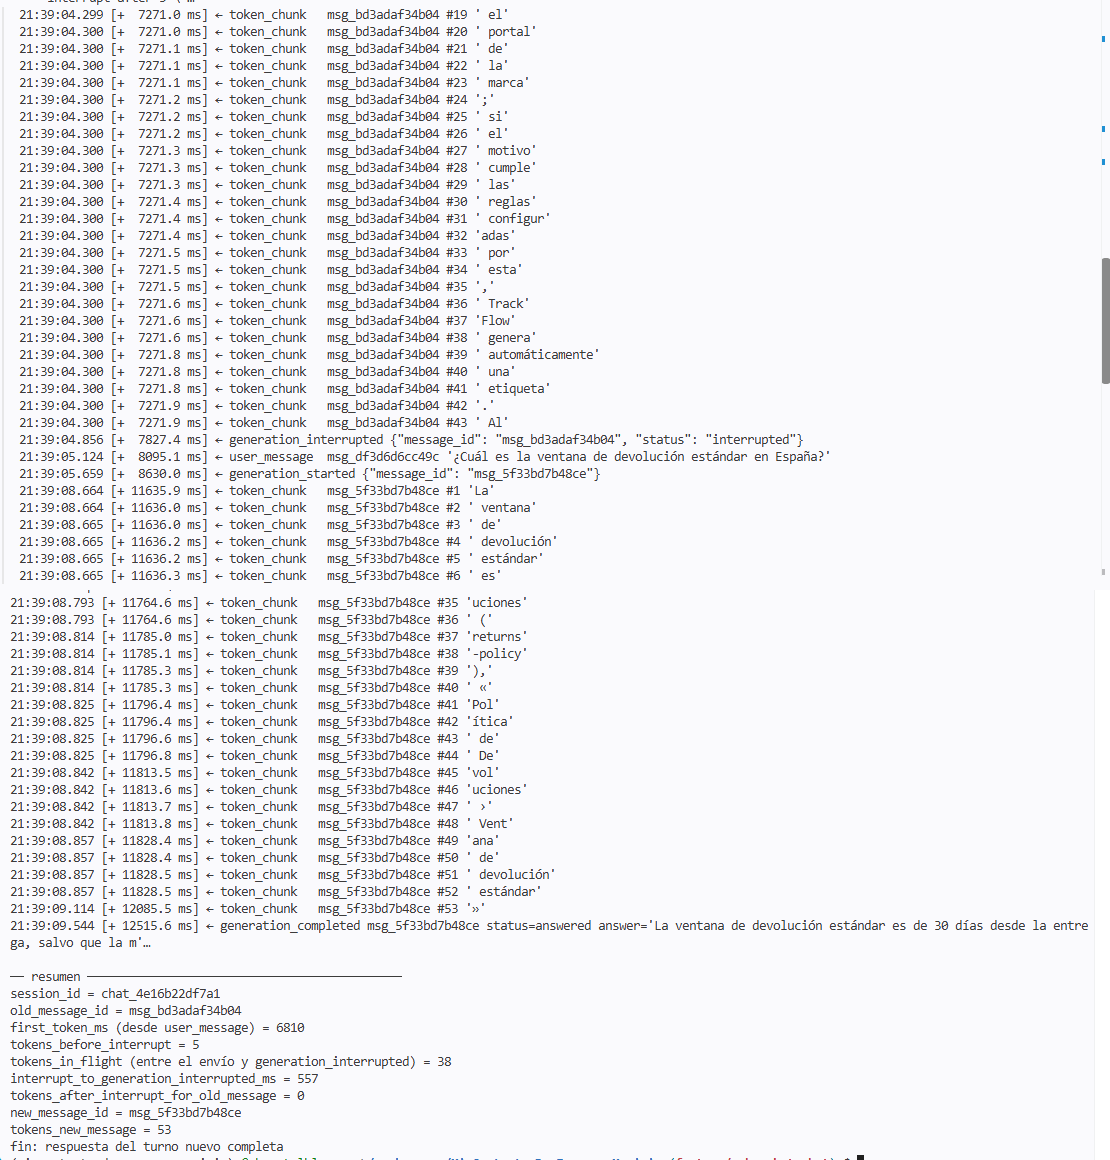 21:39:04.299 [+  7271.0 ms] ← token_chunk   msg_bd3adaf34b04 #19 ' el'
21:39:04.300 [+  7271.0 ms] ← token_chunk   msg_bd3adaf34b04 #20 ' portal'
21:39:04.300 [+  7271.1 ms] ← token_chunk   msg_bd3adaf34b04 #21 ' de'
21:39:04.300 [+  7271.1 ms] ← token_chunk   msg_bd3adaf34b04 #22 ' la'
21:39:04.300 [+  7271.1 ms] ← token_chunk   msg_bd3adaf34b04 #23 ' marca'
21:39:04.300 [+  7271.2 ms] ← token_chunk   msg_bd3adaf34b04 #24 ';'
21:39:04.300 [+  7271.2 ms] ← token_chunk   msg_bd3adaf34b04 #25 ' si'
21:39:04.300 [+  7271.2 ms] ← token_chunk   msg_bd3adaf34b04 #26 ' el'
21:39:04.300 [+  7271.3 ms] ← token_chunk   msg_bd3adaf34b04 #27 ' motivo'
21:39:04.300 [+  7271.3 ms] ← token_chunk   msg_bd3adaf34b04 #28 ' cumple'
21:39:04.300 [+  7271.3 ms] ← token_chunk   msg_bd3adaf34b04 #29 ' las'
21:39:04.300 [+  7271.4 ms] ← token_chunk   msg_bd3adaf34b04 #30 ' reglas'
21:39:04.300 [+  7271.4 ms] ← token_chunk   msg_bd3adaf34b04 #31 ' configur'
21:39:04.300 [+  7271.4 ms] ← token_chunk   msg_bd3adaf34b04 #32 'adas'
21:39:04.300 [+  7271.5 ms] ← token_chunk   msg_bd3adaf34b04 #33 ' por'
21:39:04.300 [+  7271.5 ms] ← token_chunk   msg_bd3adaf34b04 #34 ' esta'
21:39:04.300 [+  7271.5 ms] ← token_chunk   msg_bd3adaf34b04 #35 ','
21:39:04.300 [+  7271.6 ms] ← token_chunk   msg_bd3adaf34b04 #36 ' Track'
21:39:04.300 [+  7271.6 ms] ← token_chunk   msg_bd3adaf34b04 #37 'Flow'
21:39:04.300 [+  7271.6 ms] ← token_chunk   msg_bd3adaf34b04 #38 ' genera'
21:39:04.300 [+  7271.8 ms] ← token_chunk   msg_bd3adaf34b04 #39 ' automáticamente'
21:39:04.300 [+  7271.8 ms] ← token_chunk   msg_bd3adaf34b04 #40 ' una'
21:39:04.300 [+  7271.8 ms] ← token_chunk   msg_bd3adaf34b04 #41 ' etiqueta'
21:39:04.300 [+  7271.9 ms] ← token_chunk   msg_bd3adaf34b04 #42 '.'
21:39:04.300 [+  7271.9 ms] ← token_chunk   msg_bd3adaf34b04 #43 ' Al'
21:39:04.856 [+  7827.4 ms] ← generation_interrupted {"message_id": "msg_bd3adaf34b04", "status": "interrupted"}
21:39:05.124 [+  8095.1 ms] ← user_message  msg_df3d6d6cc49c '¿Cuál es la ventana de devolución estándar en España?'
21:39:05.659 [+  8630.0 ms] ← generation_started {"message_id": "msg_5f33bd7b48ce"}
21:39:08.664 [+ 11635.9 ms] ← token_chunk   msg_5f33bd7b48ce #1 'La'
21:39:08.664 [+ 11636.0 ms] ← token_chunk   msg_5f33bd7b48ce #2 ' ventana'
21:39:08.665 [+ 11636.0 ms] ← token_chunk   msg_5f33bd7b48ce #3 ' de'
21:39:08.665 [+ 11636.2 ms] ← token_chunk   msg_5f33bd7b48ce #4 ' devolución'
21:39:08.665 [+ 11636.2 ms] ← token_chunk   msg_5f33bd7b48ce #5 ' estándar'
21:39:08.665 [+ 11636.3 ms] ← token_chunk   msg_5f33bd7b48ce #6 ' es'
21:39:08.793 [+ 11764.6 ms] ← token_chunk   msg_5f33bd7b48ce #35 'uciones'
21:39:08.793 [+ 11764.6 ms] ← token_chunk   msg_5f33bd7b48ce #36 ' ('
21:39:08.814 [+ 11785.0 ms] ← token_chunk   msg_5f33bd7b48ce #37 'returns'
21:39:08.814 [+ 11785.1 ms] ← token_chunk   msg_5f33bd7b48ce #38 '-policy'
21:39:08.814 [+ 11785.3 ms] ← token_chunk   msg_5f33bd7b48ce #39 '),'
21:39:08.814 [+ 11785.3 ms] ← token_chunk   msg_5f33bd7b48ce #40 ' «'
21:39:08.825 [+ 11796.4 ms] ← token_chunk   msg_5f33bd7b48ce #41 'Pol'
21:39:08.825 [+ 11796.4 ms] ← token_chunk   msg_5f33bd7b48ce #42 'ítica'
21:39:08.825 [+ 11796.6 ms] ← token_chunk   msg_5f33bd7b48ce #43 ' de'
21:39:08.825 [+ 11796.8 ms] ← token_chunk   msg_5f33bd7b48ce #44 ' De'
21:39:08.842 [+ 11813.5 ms] ← token_chunk   msg_5f33bd7b48ce #45 'vol'
21:39:08.842 [+ 11813.6 ms] ← token_chunk   msg_5f33bd7b48ce #46 'uciones'
21:39:08.842 [+ 11813.7 ms] ← token_chunk   msg_5f33bd7b48ce #47 ' ›'
21:39:08.842 [+ 11813.8 ms] ← token_chunk   msg_5f33bd7b48ce #48 ' Vent'
21:39:08.857 [+ 11828.4 ms] ← token_chunk   msg_5f33bd7b48ce #49 'ana'
21:39:08.857 [+ 11828.4 ms] ← token_chunk   msg_5f33bd7b48ce #50 ' de'
21:39:08.857 [+ 11828.5 ms] ← token_chunk   msg_5f33bd7b48ce #51 ' devolución'
21:39:08.857 [+ 11828.5 ms] ← token_chunk   msg_5f33bd7b48ce #52 ' estándar'
21:39:09.114 [+ 12085.5 ms] ← token_chunk   msg_5f33bd7b48ce #53 '»'
21:39:09.544 [+ 12515.6 ms] ← generation_completed msg_5f33bd7b48ce status=answered answer='La ventana de devolución estándar es de 30 días desde la entre
ga, salvo que la m'…
── resumen ──────────────────────────────
session_id = chat_4e16b22df7a1
old_message_id = msg_bd3adaf34b04
first_token_ms (desde user_message) = 6810
tokens_before_interrupt = 5
tokens_in_flight (entre el envío y generation_interrupted) = 38
interrupt_to_generation_interrupted_ms = 557
tokens_after_interrupt_for_old_message = 0
new_message_id = msg_5f33bd7b48ce
tokens_new_message = 53
fin: respuesta del turno nuevo completa